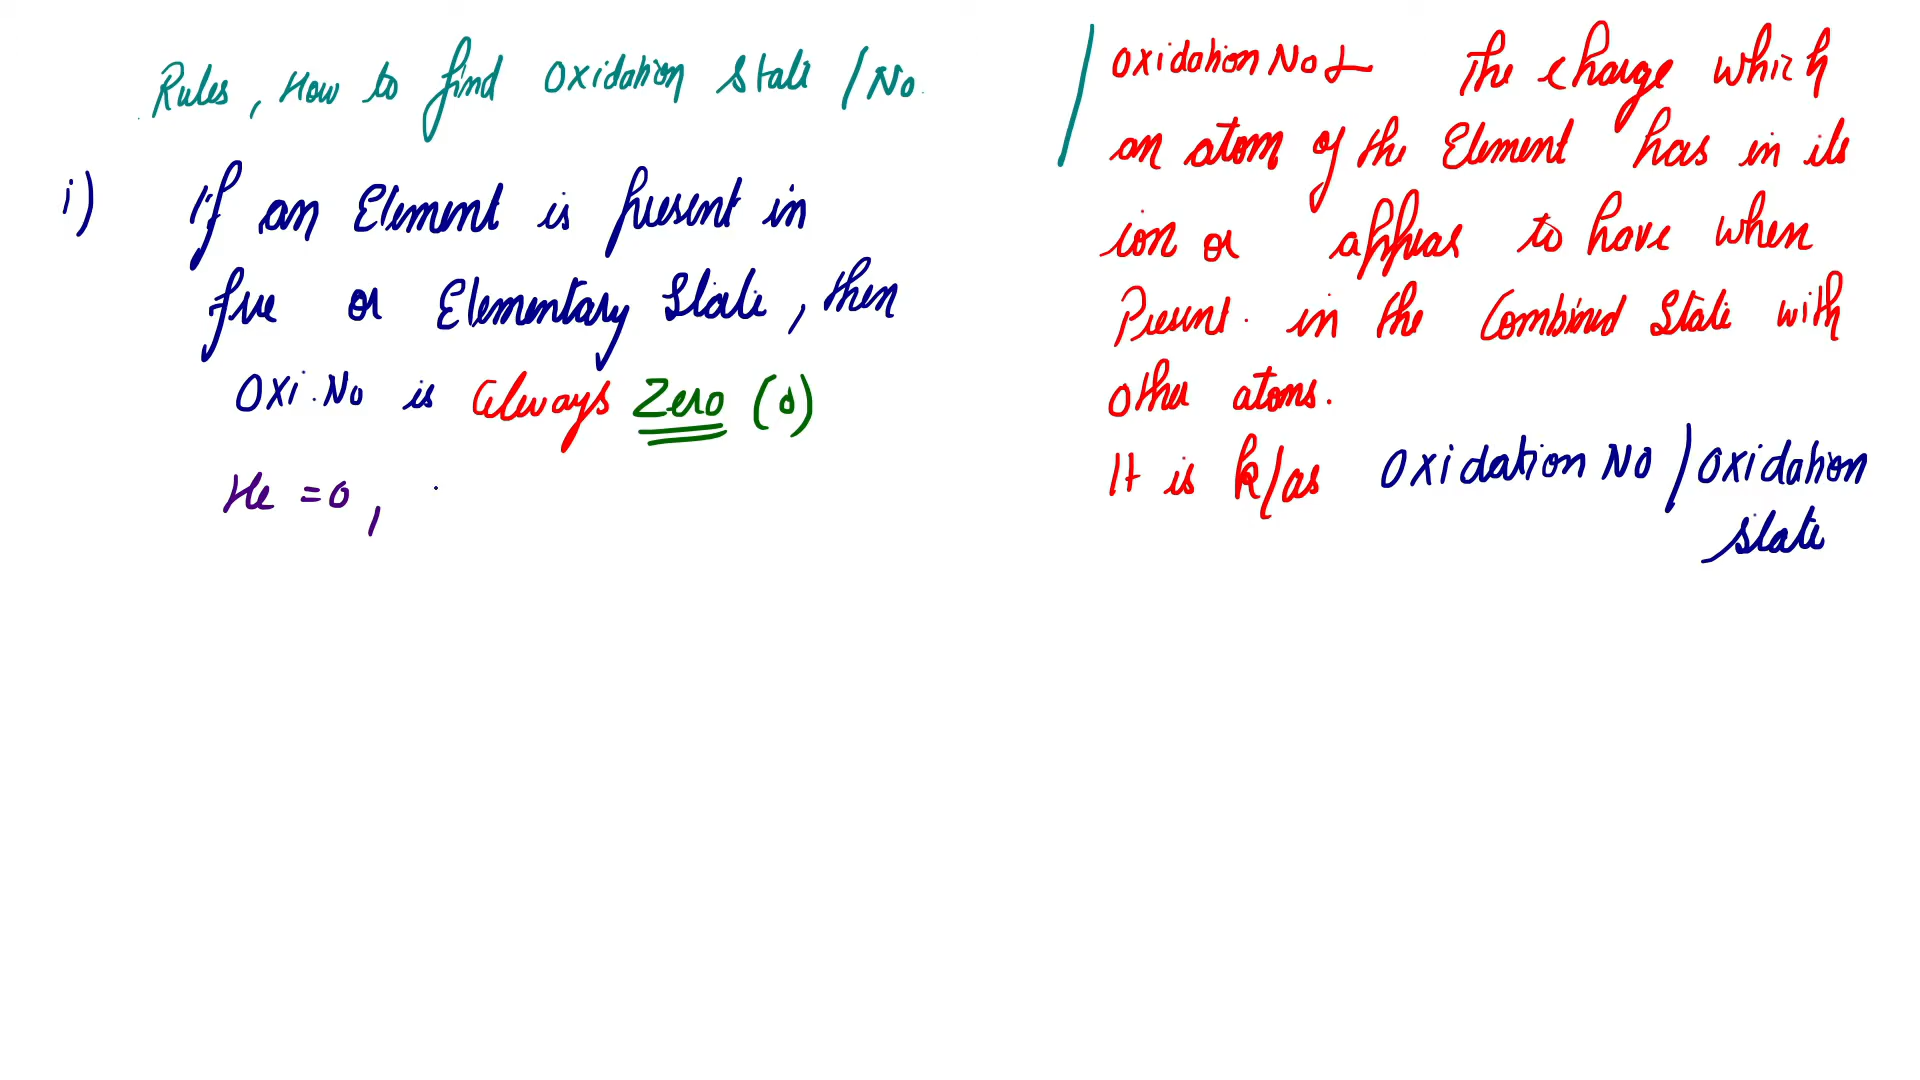 Rules, How to find Oxidation State / No.
i) If an Element is present in
free or Elementary State, then
Oxi. No is always Zero (0)
He = 0 ,
Oxidation No :- The charge which
an atom of the Element has in its
ion or appears to have when
Present in the Combined State with
other atoms.
It is k/as Oxidation No / Oxidation
State